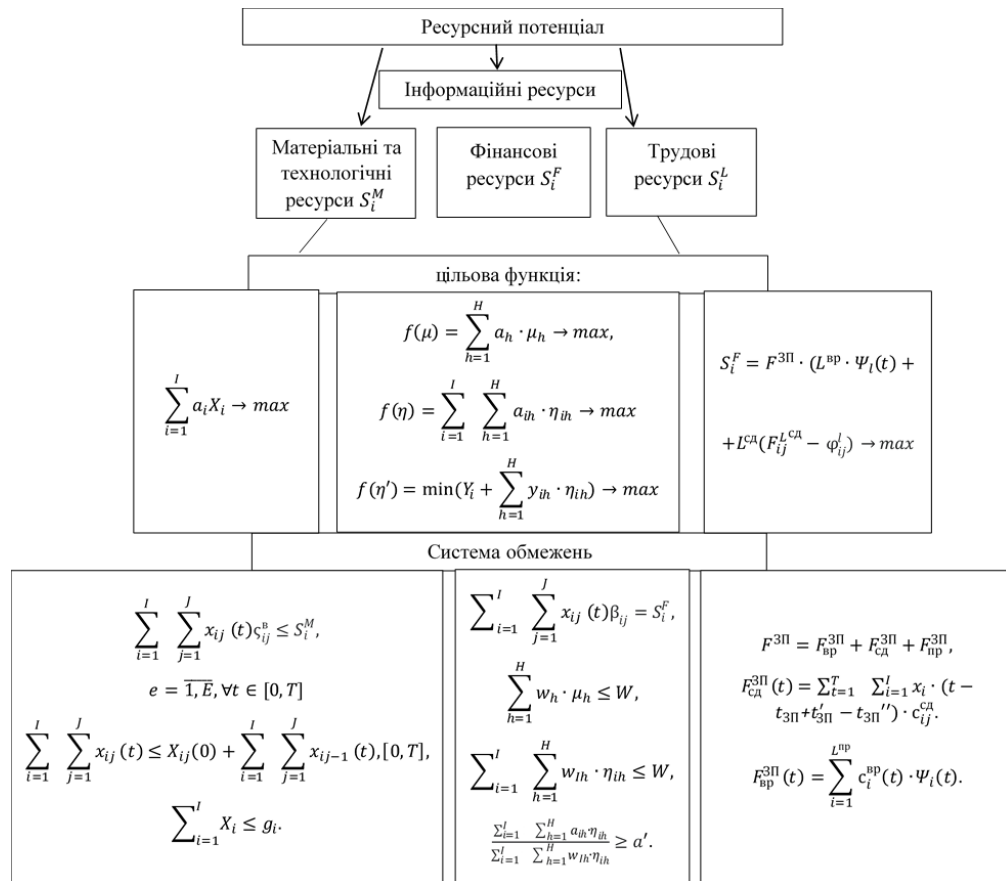 Ресурсний потенціал
Інформаційні ресурси
Матеріальні та
технологічні
ресурси $S_i^M$
Фінансові
ресурси $S_i^F$
Трудові
ресурси $S_i^L$
цільова функція:
$\sum_{i=1}^{I} a_i X_i \to max$
$f(\mu) = \sum_{h=1}^{H} a_h \cdot \mu_h \to max,$
$f(\eta) = \sum_{i=1}^{I} \sum_{h=1}^{H} a_{ih} \cdot \eta_{ih} \to max$
$f(\eta') = \min(Y_i + \sum_{h=1}^{H} y_{ih} \cdot \eta_{ih}) \to max$
$S_i^F = F^{ЗП} \cdot (L^{вр} \cdot \Psi_l(t) +$
$+L^{сд}(F_{ij}^{L^{сд}} - \varphi_{ij}^l) \to max$
Система обмежень
$\sum_{i=1}^{I} \sum_{j=1}^{J} x_{ij}(t) \varsigma_{ij}^{в} \leq S_i^M,$
$e = \overline{1, E}, \forall t \in [0, T]$
$\sum_{i=1}^{I} \sum_{j=1}^{J} x_{ij}(t) \leq X_{ij}(0) + \sum_{i=1}^{I} \sum_{j=1}^{J} x_{ij-1}(t), [0, T],$
$\sum_{i=1}^{I} X_i \leq g_i.$
$\sum_{i=1}^{I} \sum_{j=1}^{J} x_{ij}(t) \beta_{ij} = S_i^F,$
$\sum_{h=1}^{H} w_h \cdot \mu_h \leq W,$
$\sum_{i=1}^{I} \sum_{h=1}^{H} w_{Ih} \cdot \eta_{ih} \leq W,$
$\frac{\sum_{i=1}^{I} \sum_{h=1}^{H} a_{ih} \cdot \eta_{ih}}{\sum_{i=1}^{I} \sum_{h=1}^{H} w_{Ih} \cdot \eta_{ih}} \geq a'.$
$F^{ЗП} = F_{вр}^{ЗП} + F_{сд}^{ЗП} + F_{пр}^{ЗП},$
$F_{сд}^{ЗП}(t) = \sum_{t=1}^{T} \sum_{i=1}^{I} x_i \cdot (t -$
$t_{ЗП} + t'_{ЗП} - t_{ЗП}'') \cdot c_{ij}^{сд}.$
$F_{вр}^{ЗП}(t) = \sum_{i=1}^{L^{пр}} c_i^{вр}(t) \cdot \Psi_i(t).$